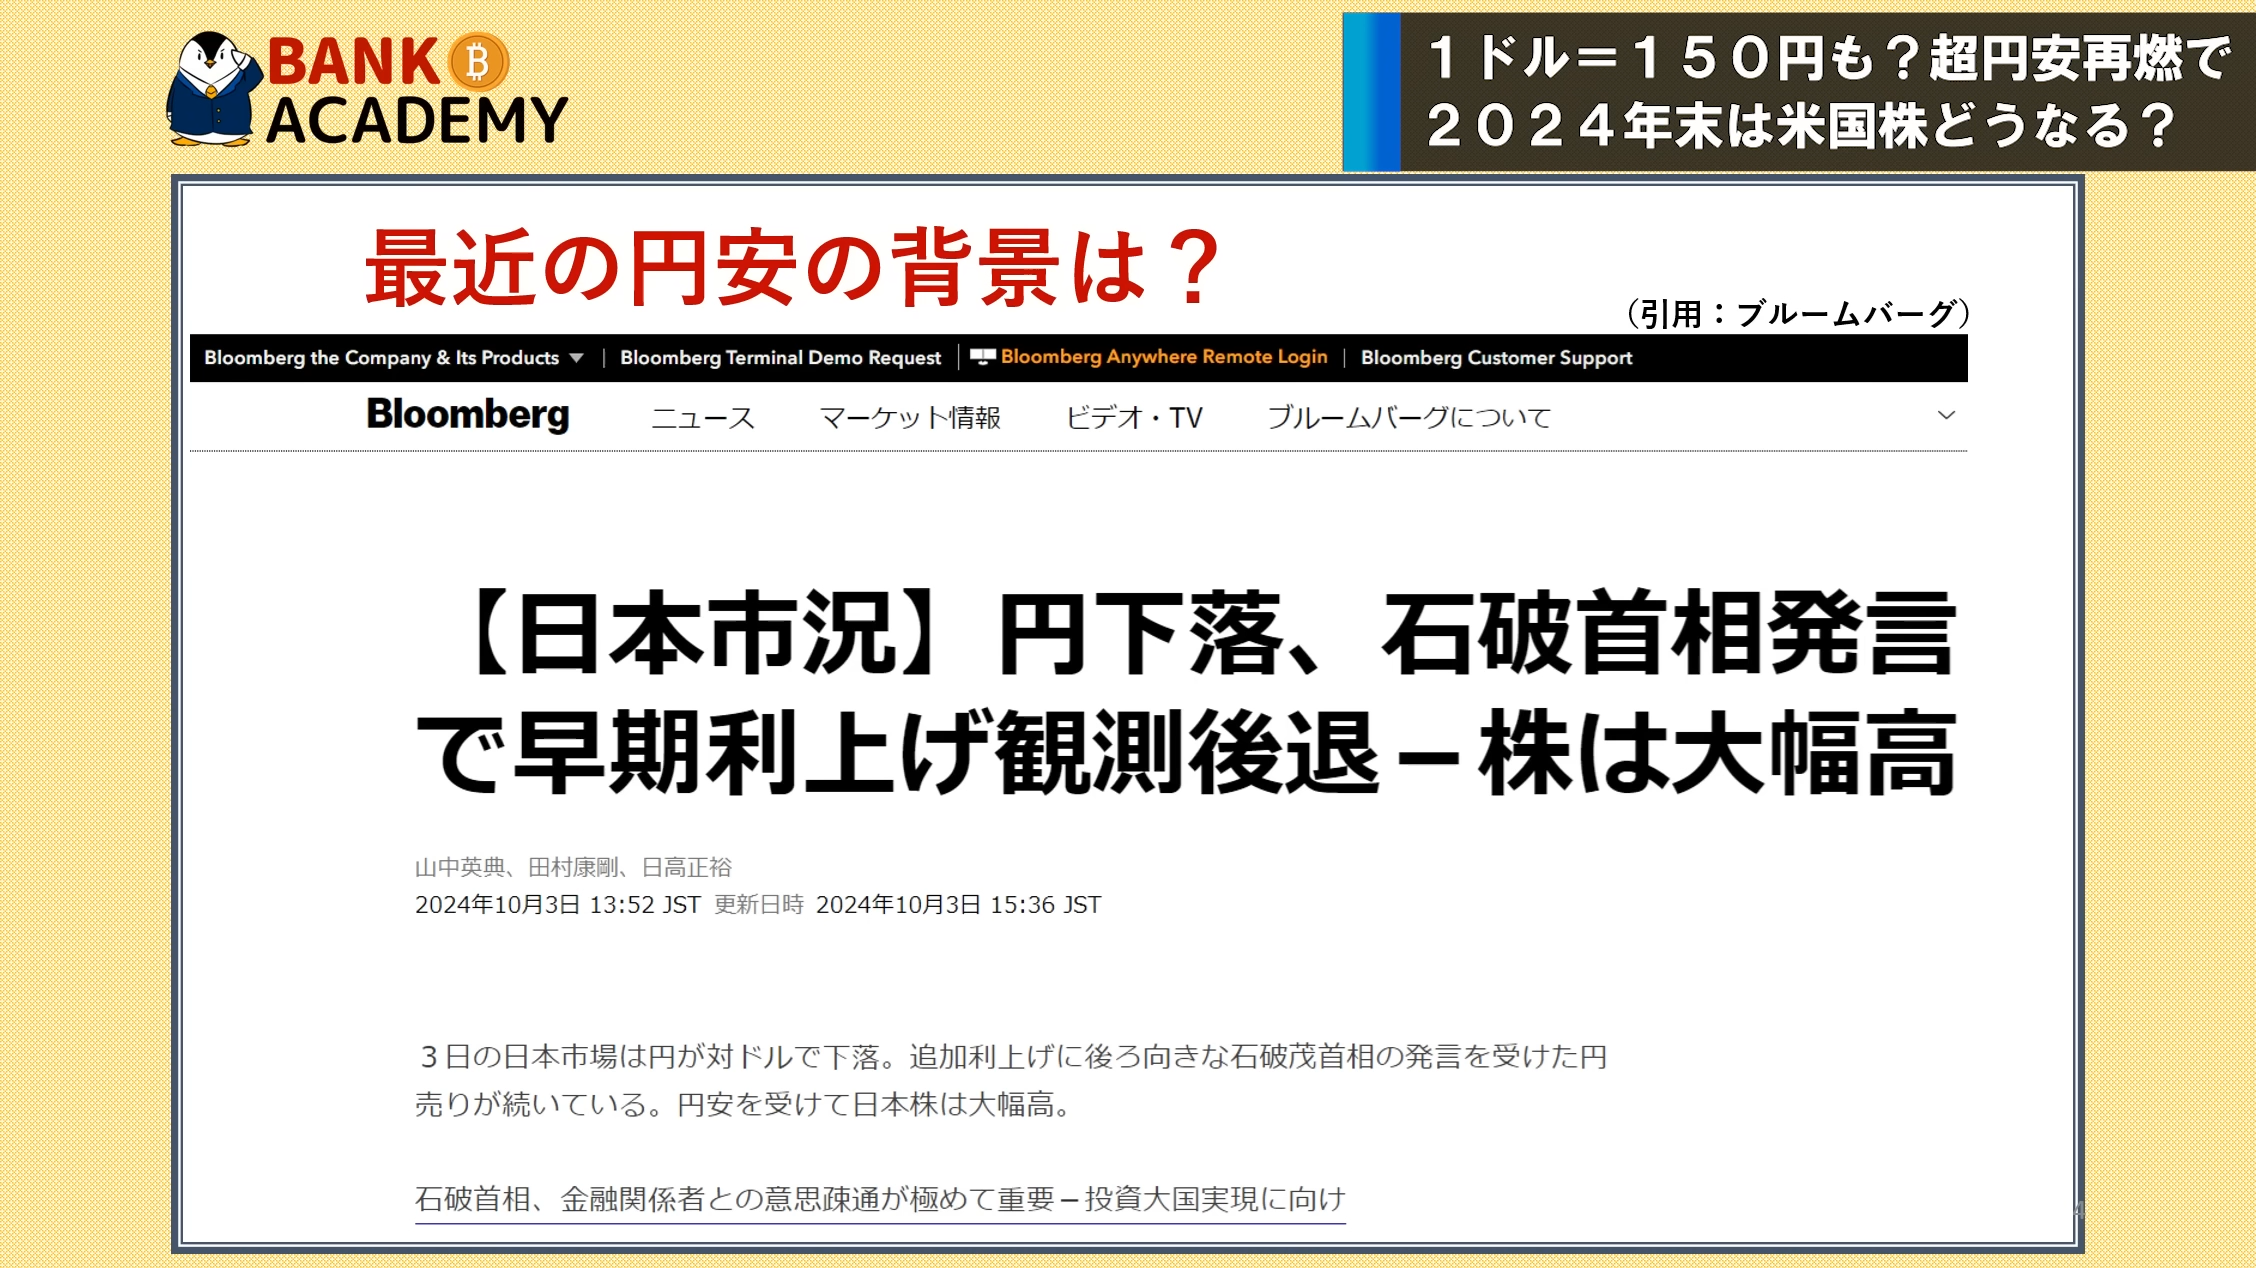 BANK
ACADEMY
１ドル＝１５０円も？超円安再燃で
２０２４年末は米国株どうなる？
最近の円安の背景は？
（引用：ブルームバーグ）
Bloomberg the Company & Its Products ▼ | Bloomberg Terminal Demo Request | Bloomberg Anywhere Remote Login | Bloomberg Customer Support
Bloomberg ニュース マーケット情報 ビデオ・TV ブルームバーグについて
【日本市況】円下落、石破首相発言
で早期利上げ観測後退－株は大幅高
山中英典、田村康剛、日高正裕
2024年10月3日 13:52 JST 更新日時 2024年10月3日 15:36 JST
３日の日本市場は円が対ドルで下落。追加利上げに後ろ向きな石破茂首相の発言を受けた円
売りが続いている。円安を受けて日本株は大幅高。
石破首相、金融関係者との意思疎通が極めて重要－投資大国実現に向け
4